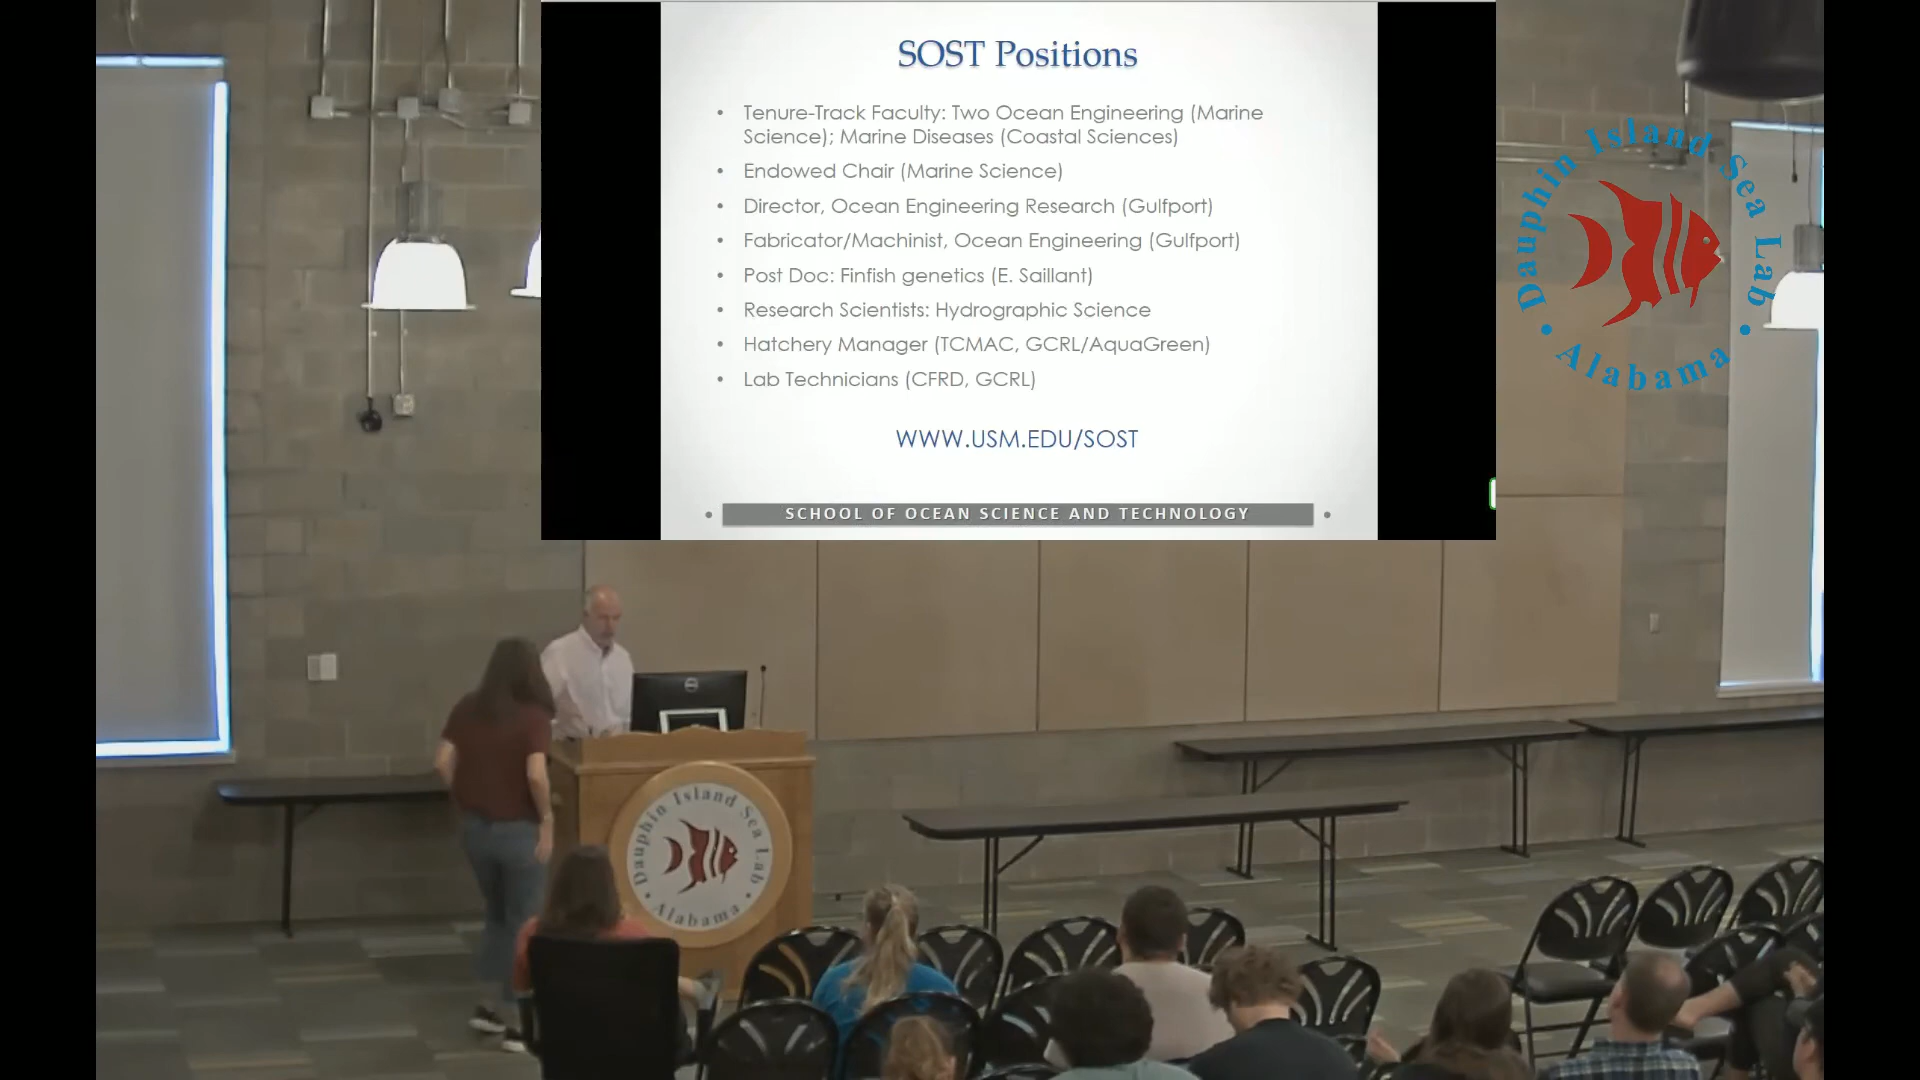 SOST Positions
• Tenure-Track Faculty: Two Ocean Engineering (Marine
Science); Marine Diseases (Coastal Sciences)
• Endowed Chair (Marine Science)
• Director, Ocean Engineering Research (Gulfport)
• Fabricator/Machinist, Ocean Engineering (Gulfport)
• Post Doc: Finfish genetics (E. Saillant)
• Research Scientists: Hydrographic Science
• Hatchery Manager (TCMAC, GCRL/AquaGreen)
• Lab Technicians (CFRD, GCRL)
WWW.USM.EDU/SOST
• SCHOOL OF OCEAN SCIENCE AND TECHNOLOGY •
Dauphin Island Sea Lab
• Alabama •
DELL
Dauphin Island Sea Lab
• Alabama •